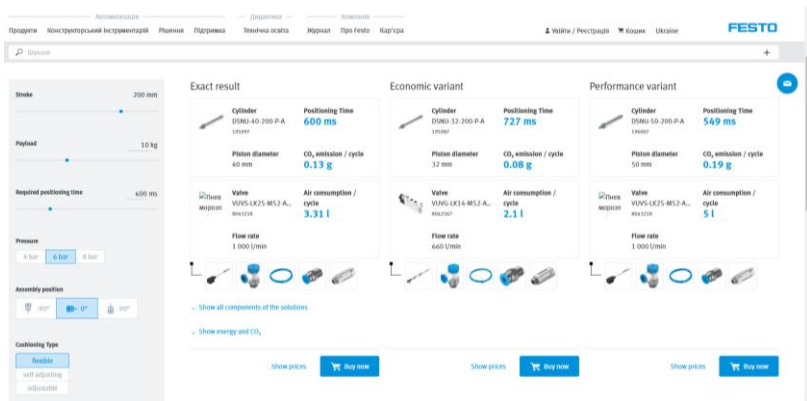 Автоматизація
Дидактика
Компанія
Продукти Конструкторський інструментарій Рішення Підтримка Технічна освіта Журнал Про Festo Кар'єра
Увійти / Реєстрація Кошик Ukraine
FESTO
Шукати
Stroke 200 mm
Payload 10 kg
Required positioning time 600 ms
Pressure
4 bar 6 bar 8 bar
Assembly position
-90° 0° 90°
Cushioning Type
flexible
self adjusting
adjustable
Exact result
Cylinder
DSNU-40-200-P-A
195997
Positioning Time
600 ms
Piston diameter
40 mm
CO₂ emission / cycle
0.13 g
Valve
VUVS-LK25-M52-A...
8043218
Air consumption / cycle
3.31 l
Flow rate
1 000 l/min
Show all components of the solutions
Show energy and CO₂
Show prices
Buy now
Economic variant
Cylinder
DSNU-32-200-P-A
Positioning Time
727 ms
Piston diameter
32 mm
CO₂ emission / cycle
0.08 g
Valve
VUVG-LK14-M52-A...
Air consumption / cycle
2.1 l
Flow rate
660 l/min
Show prices
Buy now
Performance variant
Cylinder
DSNU-50-200-P-A
Positioning Time
549 ms
Piston diameter
50 mm
CO₂ emission / cycle
0.19 g
Valve
VUVS-LK25-M52-A...
8043218
Air consumption / cycle
5 l
Flow rate
1 000 l/min
Show prices
Buy now